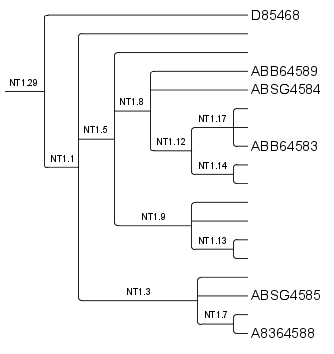 D85468
ABB64589
NT1.29
NT1.8
ABSG4584
NT1.17
NT1.5
NT1.12
ABB64583
NT1.1
NT1.14
NT1.9
NT1.13
NT1.3
ABSG4585
NT1.7
A8364588